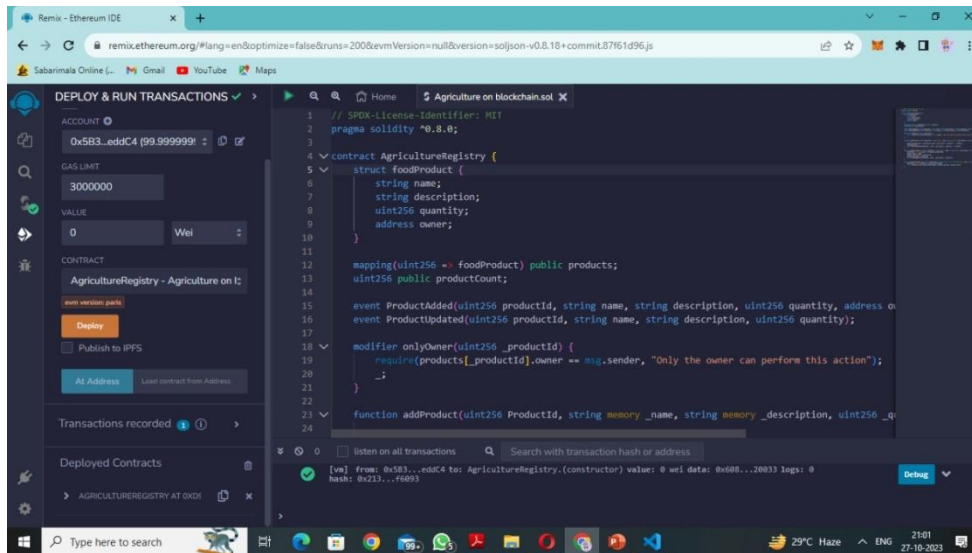 Remix - Ethereum IDE
remix.ethereum.org/#lang=en&optimize=false&runs=200&evmVersion=null&version=soljson-v0.8.18+commit.87f61d96.js
Sabarimala Online (...
Gmail
YouTube
Maps
DEPLOY & RUN TRANSACTIONS
ACCOUNT
0x5B3...eddC4 (99.999999!
GAS LIMIT
3000000
VALUE
0
Wei
CONTRACT
AgricultureRegistry - Agriculture on b
evm version: paris
Deploy
Publish to IPFS
At Address
Load contract from Address
Transactions recorded 1
Deployed Contracts
AGRICULTUREREGISTRY AT 0XD9
Home
Agriculture on blockchain.sol
1 // SPDX-License-Identifier: MIT
2 pragma solidity ^0.8.0;
3
4 contract AgricultureRegistry {
5 struct foodProduct {
6 string name;
7 string description;
8 uint256 quantity;
9 address owner;
10 }
11
12 mapping(uint256 => foodProduct) public products;
13 uint256 public productCount;
14
15 event ProductAdded(uint256 productId, string name, string description, uint256 quantity, address ow
16 event ProductUpdated(uint256 productId, string name, string description, uint256 quantity);
17
18 modifier onlyOwner(uint256 _productId) {
19 require(products[_productId].owner == msg.sender, "Only the owner can perform this action");
20 _;
21 }
22
23 function addProduct(uint256 ProductId, string memory _name, string memory _description, uint256 _qu
24
0
listen on all transactions
Search with transaction hash or address
[vm] from: 0x5B3...eddC4 to: AgricultureRegistry.(constructor) value: 0 wei data: 0x608...20033 logs: 0
hash: 0x213...f6093
Debug
>
Type here to search
99+
5
29°C Haze
ENG
21:01
27-10-2023